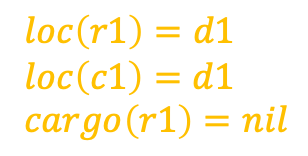 loc(r1) = d1
loc(c1) = d1
cargo(r1) = nil